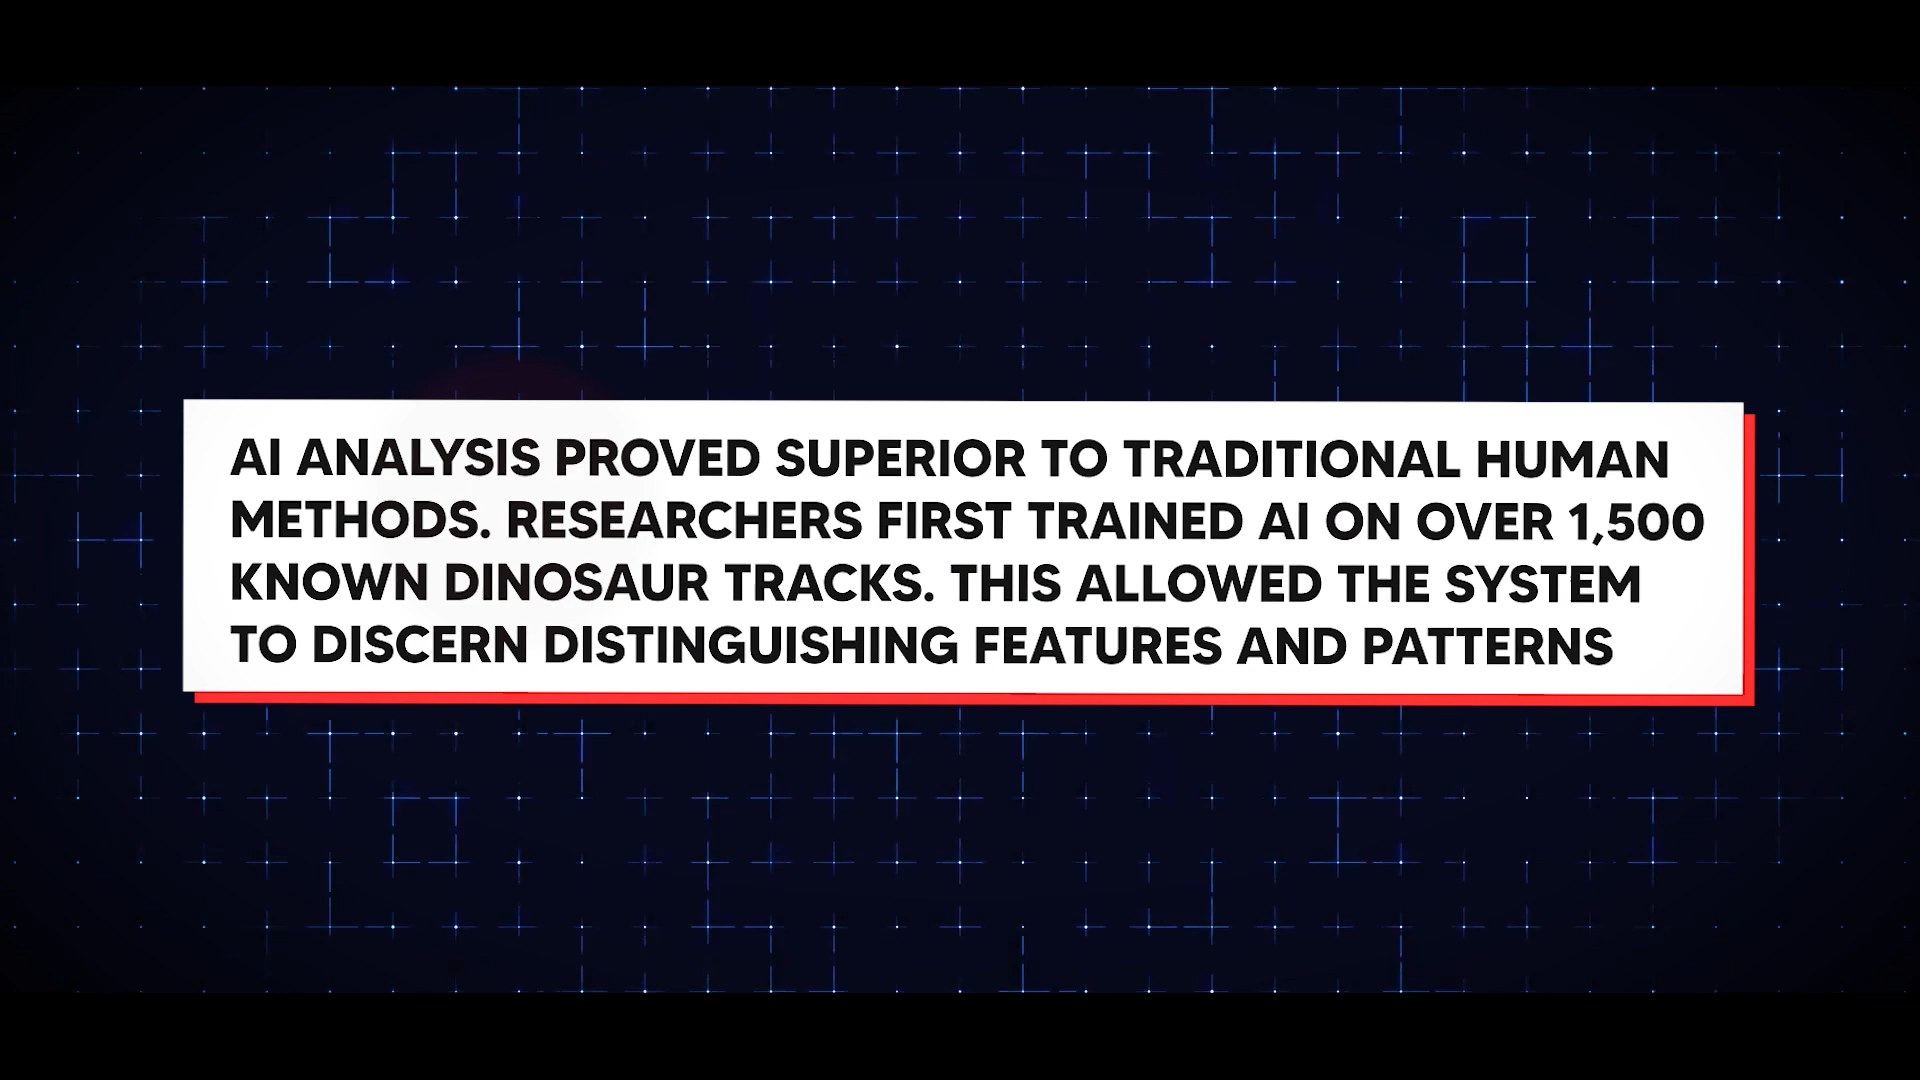 AI ANALYSIS PROVED SUPERIOR TO TRADITIONAL HUMAN
METHODS. RESEARCHERS FIRST TRAINED AI ON OVER 1,500
KNOWN DINOSAUR TRACKS. THIS ALLOWED THE SYSTEM
TO DISCERN DISTINGUISHING FEATURES AND PATTERNS